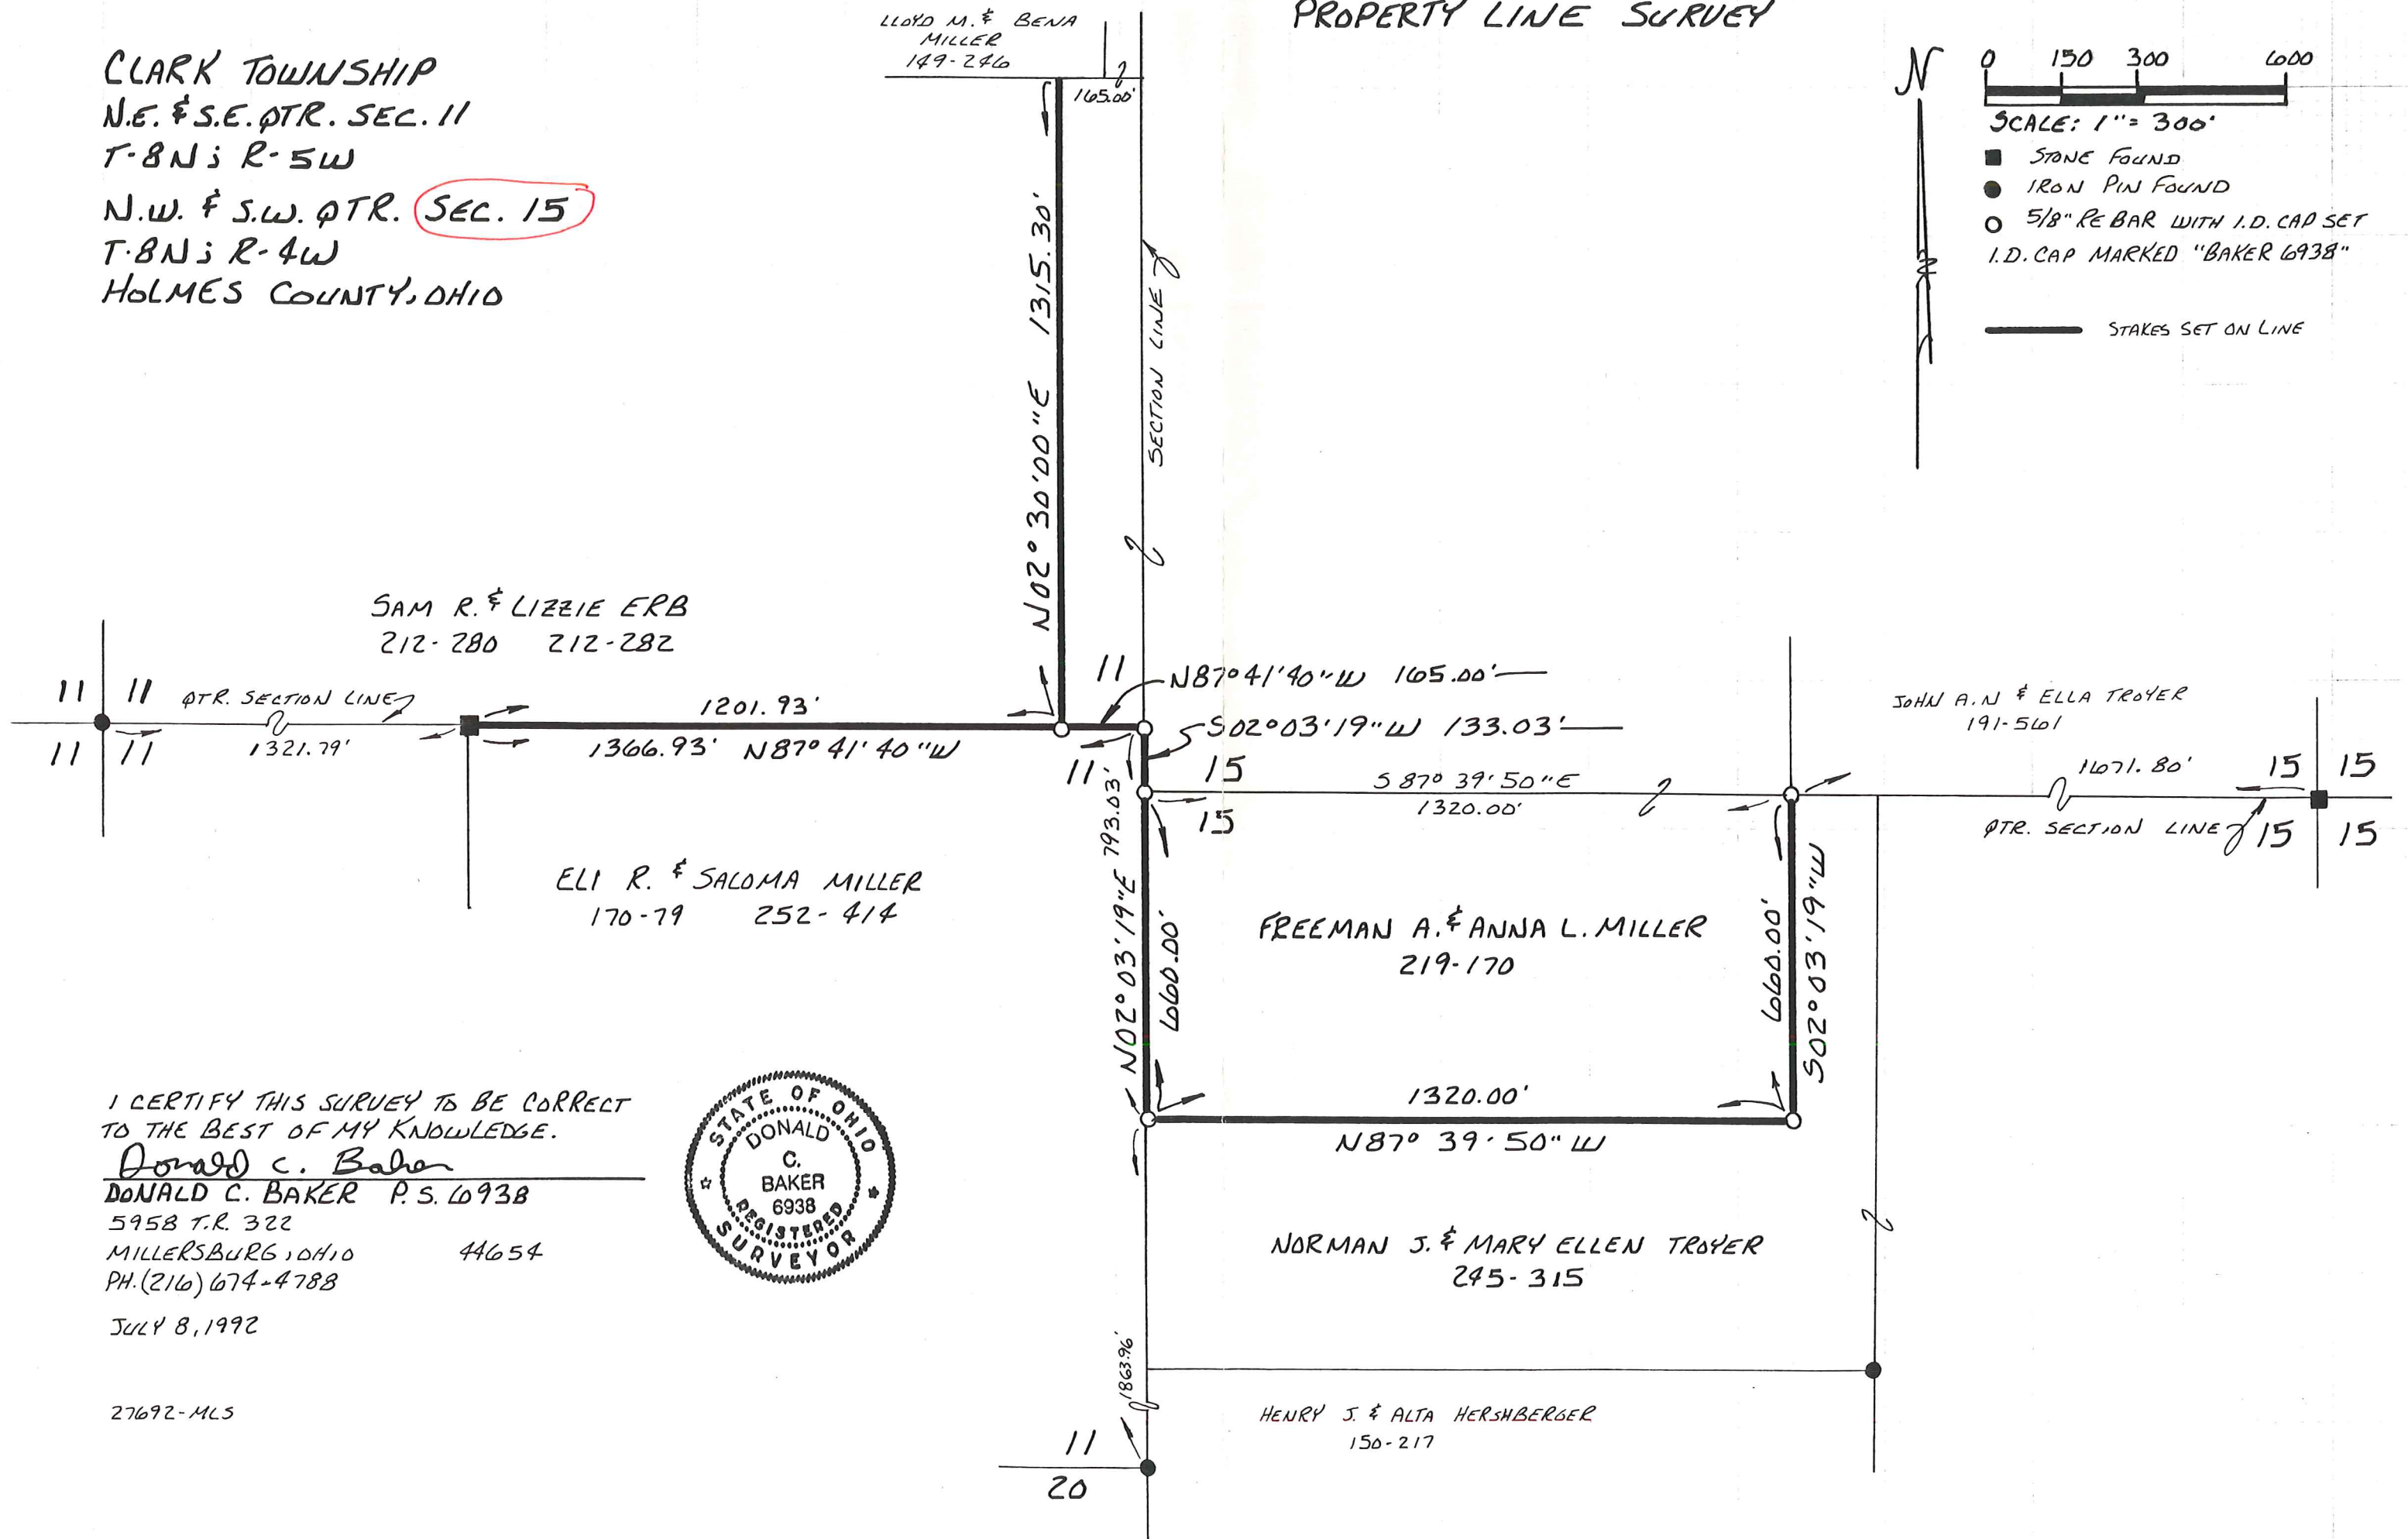 PROPERTY LINE SURVEY
LLOYD M. & BENA
MILLER
149-246
165.00'
CLARK TOWNSHIP
N.E. & S.E. QTR. SEC. 11
T-8N; R-5W
N.W. & S.W. QTR. SEC. 15
T-8N; R-4W
HOLMES COUNTY, OHIO
N
0 150 300 600
SCALE: 1"= 300'
STONE FOUND
IRON PIN FOUND
5/8" REBAR WITH I.D. CAP SET
I.D. CAP MARKED "BAKER 6938"
STAKES SET ON LINE
N02° 30' 00"E 1315.30'
SECTION LINE
SAM R. & LIZZIE ERB
212-280 212-282
11 11 QTR. SECTION LINE
11 11 1321.79'
1201.93'
1366.93' N87° 41' 40"W
11
N87° 41' 40"W 165.00'
S02° 03' 19"W 133.03'
11 15
15
S 87° 39' 50"E
1320.00'
JOHN A.N & ELLA TROYER
191-561
1671.80'
15 15
QTR. SECTION LINE 15 15
ELI R. & SALOMA MILLER
170-79 252-414
N02° 03' 19"E 793.03'
660.00'
FREEMAN A. & ANNA L. MILLER
219-170
660.00'
S02° 03' 19"W
1320.00'
N87° 39' 50" W
I CERTIFY THIS SURVEY TO BE CORRECT
TO THE BEST OF MY KNOWLEDGE.
Donald C. Baker
DONALD C. BAKER P.S. 6938
5958 T.R. 322
MILLERSBURG, OHIO 44654
PH. (216) 674-4788
JULY 8, 1992
27692-MLS
STATE OF OHIO
DONALD
C.
BAKER
6938
REGISTERED
SURVEYOR
NORMAN J. & MARY ELLEN TROYER
245-315
1863.96'
HENRY J. & ALTA HERSHBERGER
150-217
11
20